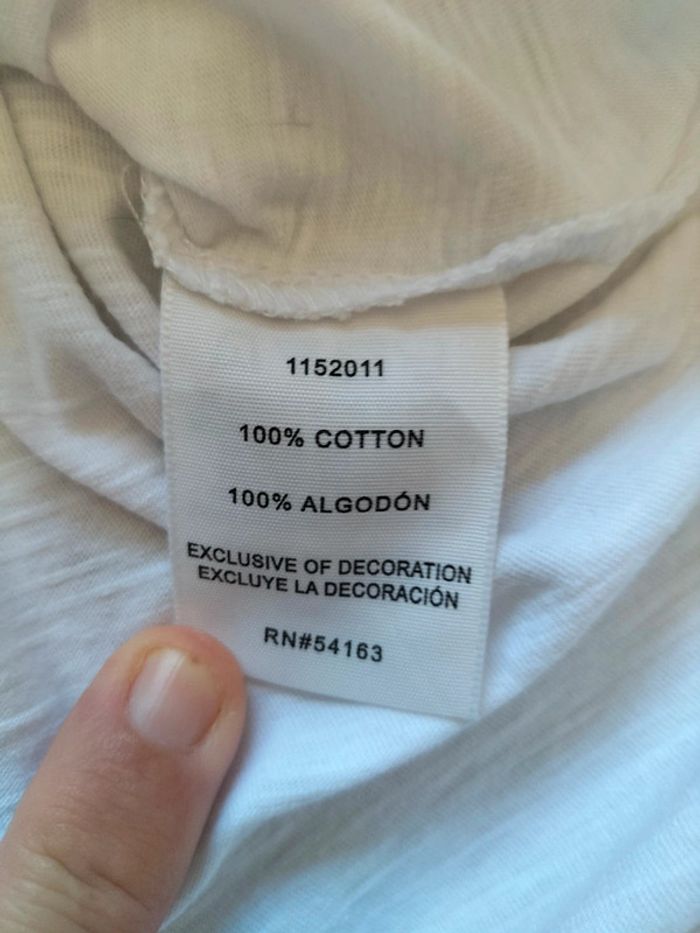 1152011
100% COTTON
100% ALGODÓN
EXCLUSIVE OF DECORATION
EXCLUYE LA DECORACIÓN
RN#54163